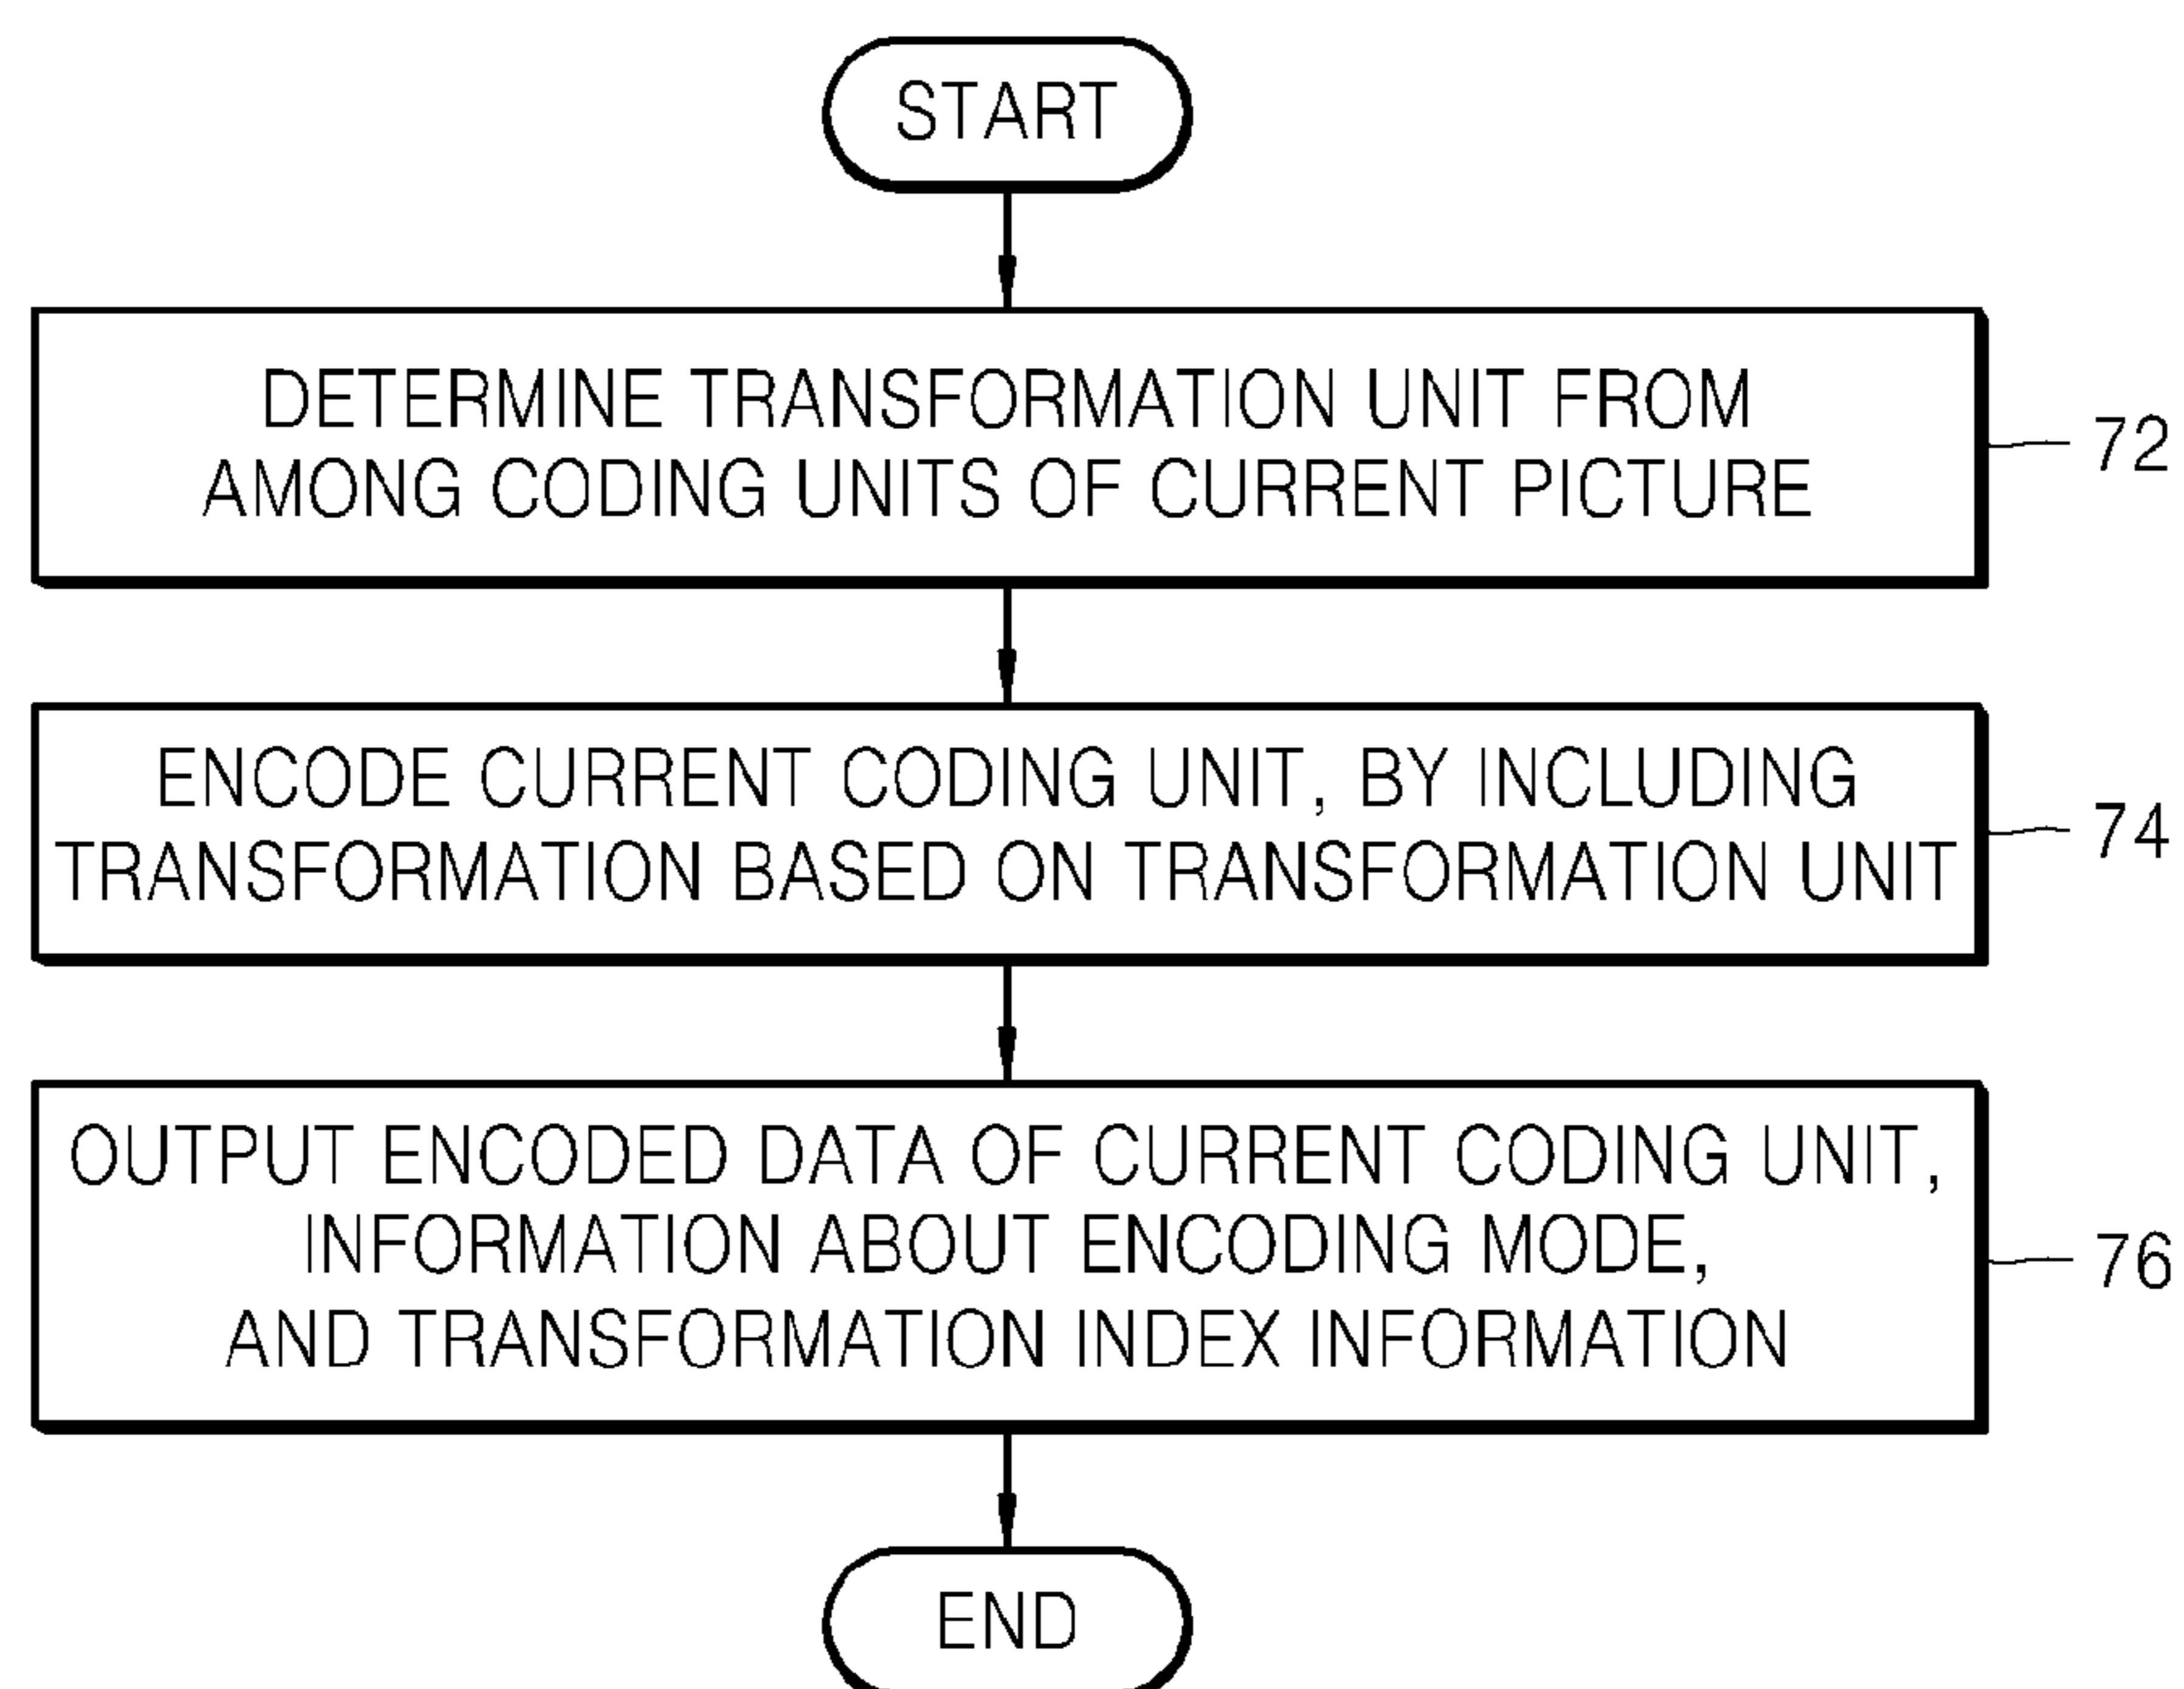 START
DETERMINE TRANSFORMATION UNIT FROM
AMONG CODING UNITS OF CURRENT PICTURE
72
ENCODE CURRENT CODING UNIT, BY INCLUDING
TRANSFORMATION BASED ON TRANSFORMATION UNIT
74
OUTPUT ENCODED DATA OF CURRENT CODING UNIT,
INFORMATION ABOUT ENCODING MODE,
AND TRANSFORMATION INDEX INFORMATION
76
END